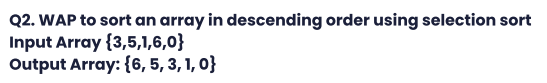 Q2. WAP to sort an array in descending order using selection sort
Input Array {3,5,1,6,0}
Output Array: {6, 5, 3, 1, 0}